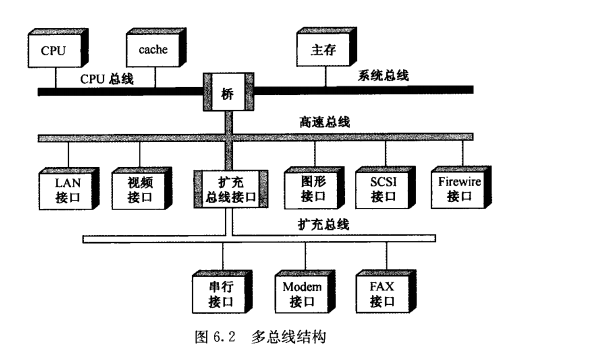 CPU
cache
主存
CPU 总线
系统总线
桥
高速总线
LAN
接口
视频
接口
扩充
总线接口
图形
接口
SCSI
接口
Firewire
接口
扩充总线
串行
接口
Modem
接口
FAX
接口
图 6.2 多总线结构